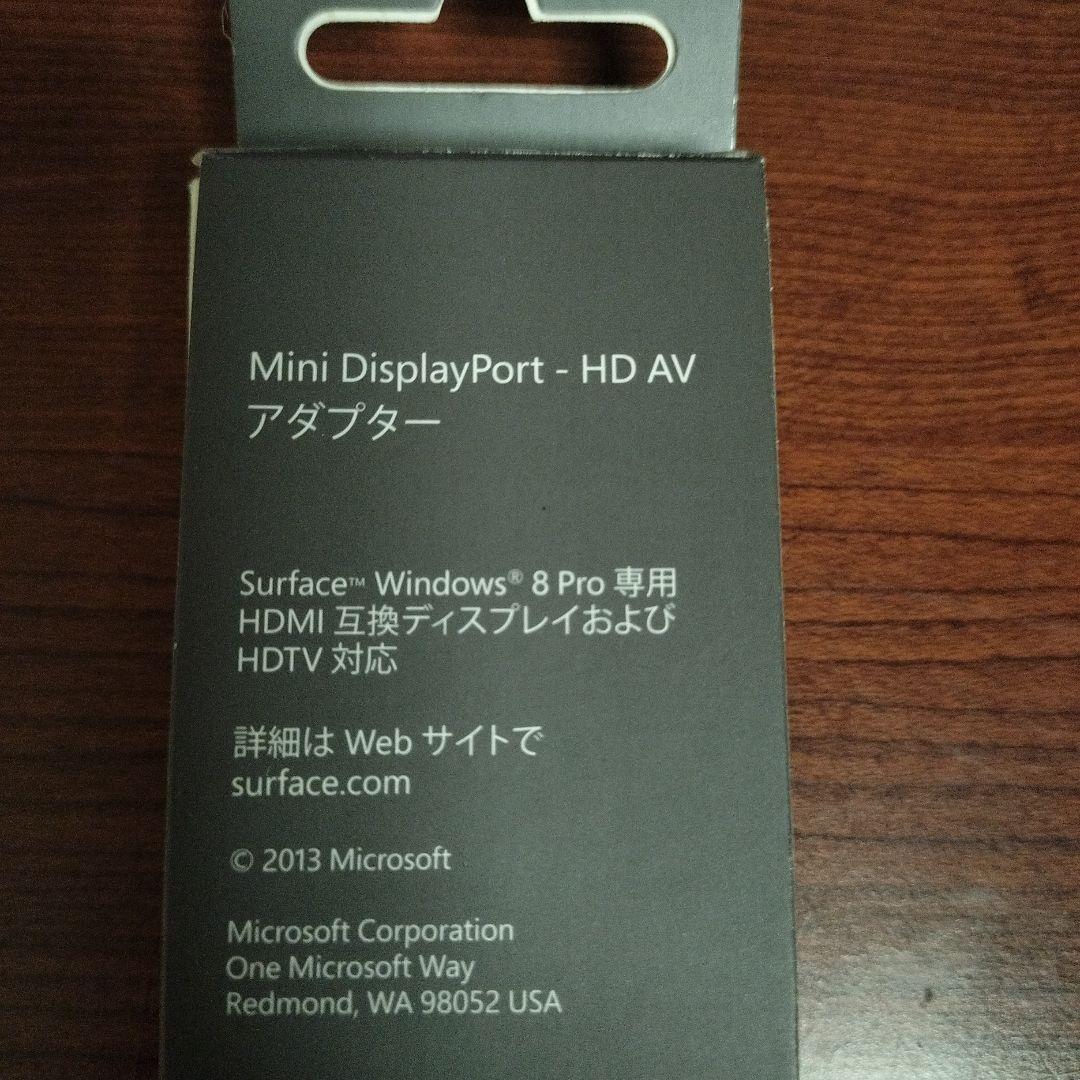 Mini DisplayPort - HD AV
アダプター
Surface™ Windows® 8 Pro 専用
HDMI 互換ディスプレイおよび
HDTV 対応
詳細は Web サイトで
surface.com
© 2013 Microsoft
Microsoft Corporation
One Microsoft Way
Redmond, WA 98052 USA